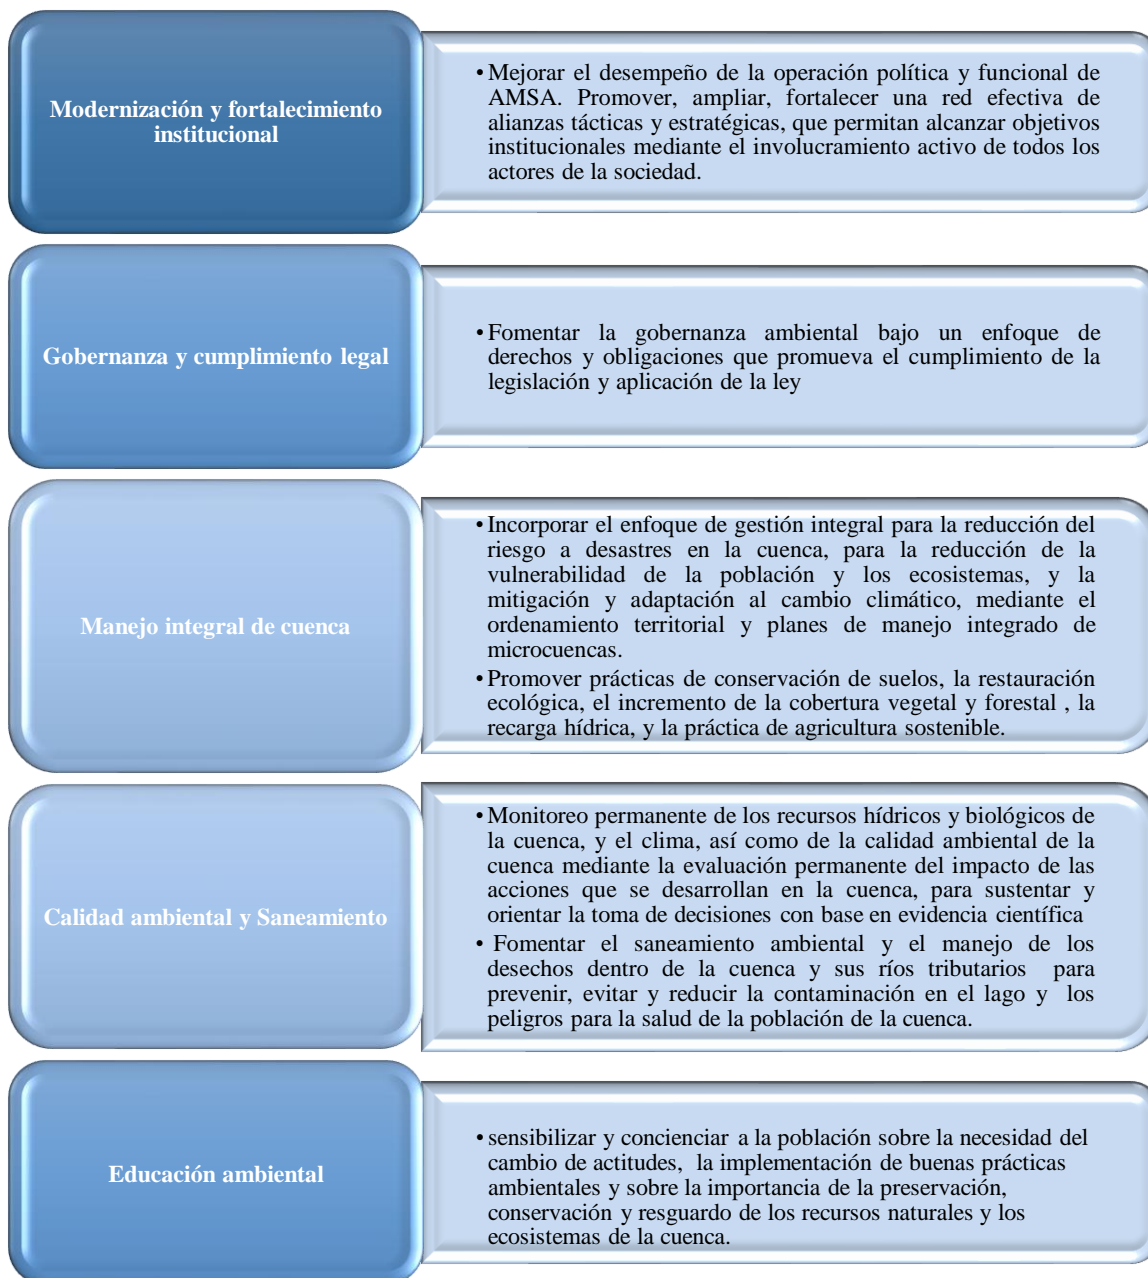 Modernización y fortalecimiento
institucional
• Mejorar el desempeño de la operación política y funcional de
AMSA. Promover, ampliar, fortalecer una red efectiva de
alianzas tácticas y estratégicas, que permitan alcanzar objetivos
institucionales mediante el involucramiento activo de todos los
actores de la sociedad.
Gobernanza y cumplimiento legal
• Fomentar la gobernanza ambiental bajo un enfoque de
derechos y obligaciones que promueva el cumplimiento de la
legislación y aplicación de la ley
Manejo integral de cuenca
• Incorporar el enfoque de gestión integral para la reducción del
riesgo a desastres en la cuenca, para la reducción de la
vulnerabilidad de la población y los ecosistemas, y la
mitigación y adaptación al cambio climático, mediante el
ordenamiento territorial y planes de manejo integrado de
microcuencas.
• Promover prácticas de conservación de suelos, la restauración
ecológica, el incremento de la cobertura vegetal y forestal , la
recarga hídrica, y la práctica de agricultura sostenible.
Calidad ambiental y Saneamiento
• Monitoreo permanente de los recursos hídricos y biológicos de
la cuenca, y el clima, así como de la calidad ambiental de la
cuenca mediante la evaluación permanente del impacto de las
acciones que se desarrollan en la cuenca, para sustentar y
orientar la toma de decisiones con base en evidencia científica
• Fomentar el saneamiento ambiental y el manejo de los
desechos dentro de la cuenca y sus ríos tributarios para
prevenir, evitar y reducir la contaminación en el lago y los
peligros para la salud de la población de la cuenca.
Educación ambiental
• sensibilizar y concienciar a la población sobre la necesidad del
cambio de actitudes, la implementación de buenas prácticas
ambientales y sobre la importancia de la preservación,
conservación y resguardo de los recursos naturales y los
ecosistemas de la cuenca.